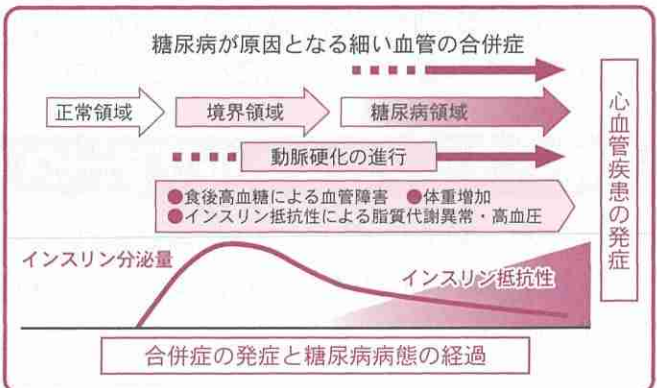 糖尿病が原因となる細い血管の合併症
正常領域
境界領域
糖尿病領域
動脈硬化の進行
●食後高血糖による血管障害 ●体重増加
●インスリン抵抗性による脂質代謝異常・高血圧
心血管疾患の発症
インスリン分泌量
インスリン抵抗性
合併症の発症と糖尿病病態の経過